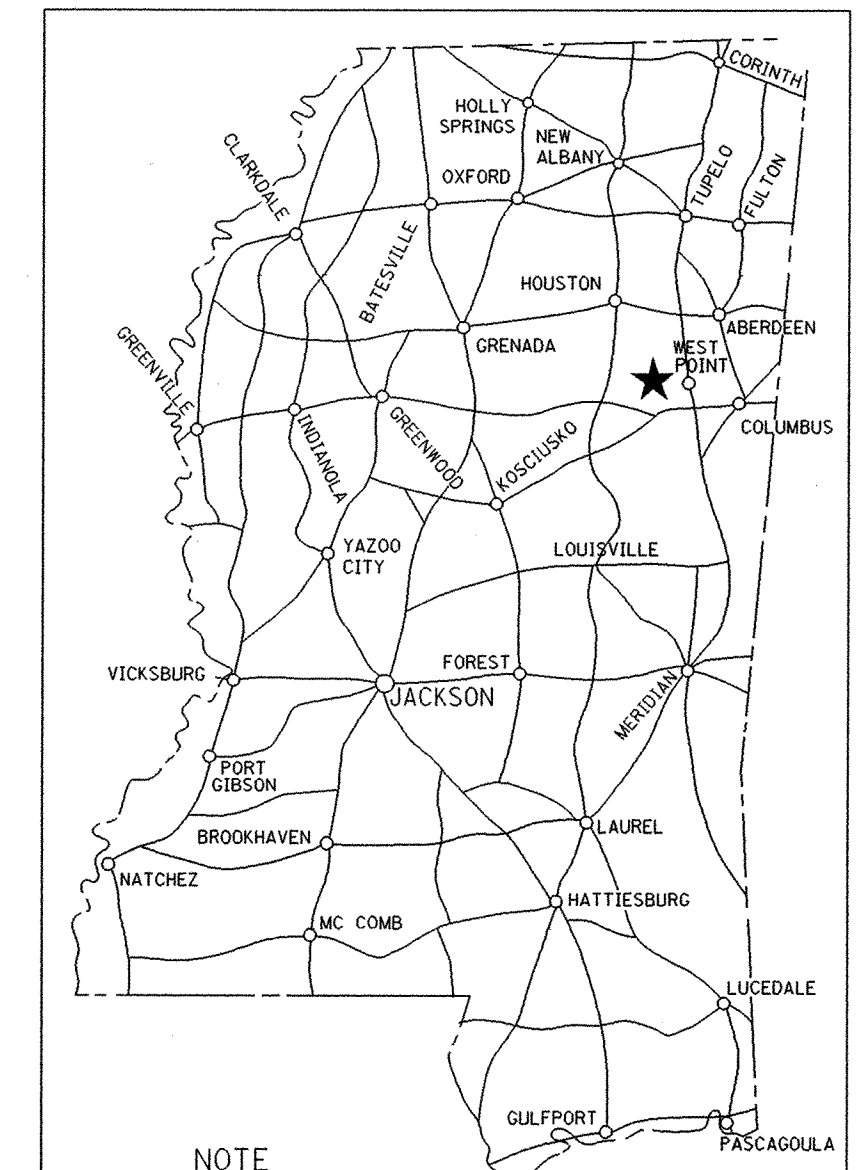 CORINTH
HOLLY
SPRINGS
NEW
ALBANY
CLARKDALE
OXFORD
TUPELO
FULTON
BATESVILLE
HOUSTON
ABERDEEN
GRENADA
WEST
POINT
GREENVILLE
INDIANOLA
GREENWOOD
KOSCIUSKO
COLUMBUS
YAZOO
CITY
LOUISVILLE
VICKSBURG
FOREST
JACKSON
MERIDIAN
PORT
GIBSON
BROOKHAVEN
LAUREL
NATCHEZ
HATTIESBURG
MC COMB
LUCEDALE
GULFPORT
PASCAGOULA
NOTE